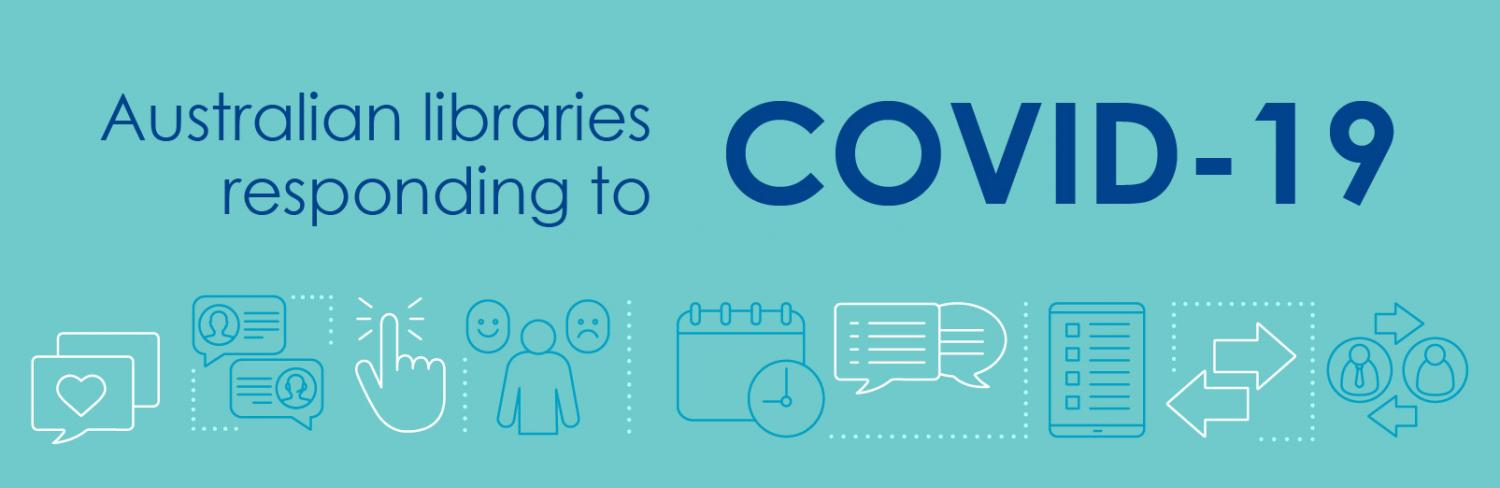 Australian libraries
responding to
COVID-19